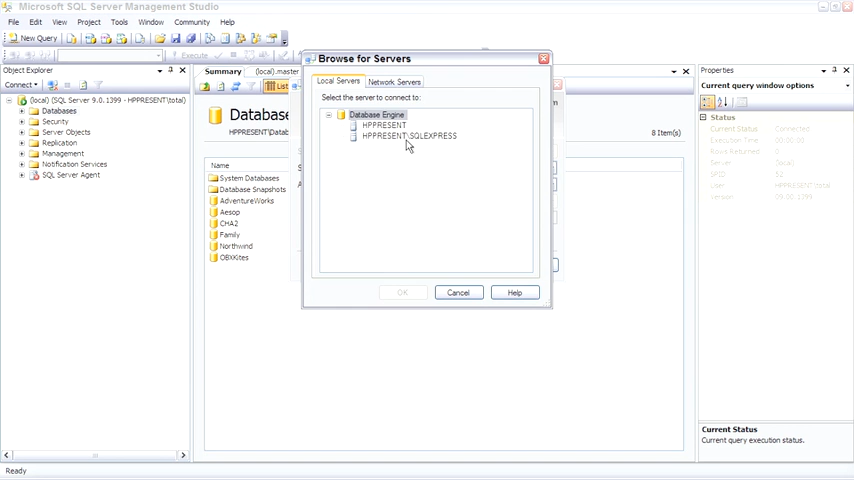 Microsoft SQL Server Management Studio
File Edit View Project Tools Window Community Help
New Query
Execute
Object Explorer
Connect
(local) (SQL Server 9.0.1399 - HPPRESENT\total)
Databases
Security
Server Objects
Replication
Management
Notification Services
SQL Server Agent
Summary
(local).master
List
Databa
HPPRESENT\Datab
8 Item(s)
Name
System Databases
Database Snapshots
AdventureWorks
Aesop
CHA2
Family
Northwind
OBXKites
Browse for Servers
Local Servers Network Servers
Select the server to connect to:
Database Engine
HPPRESENT
HPPRESENT\SQLEXPRESS
OK Cancel Help
Properties
Current query window options
Status
Current Status Connected
Execution Time 00:00:00
Rows Returned 0
Server (local)
SPID 52
User HPPRESENT\total
Version 09.00.1399
Current Status
Current query execution status.
Ready